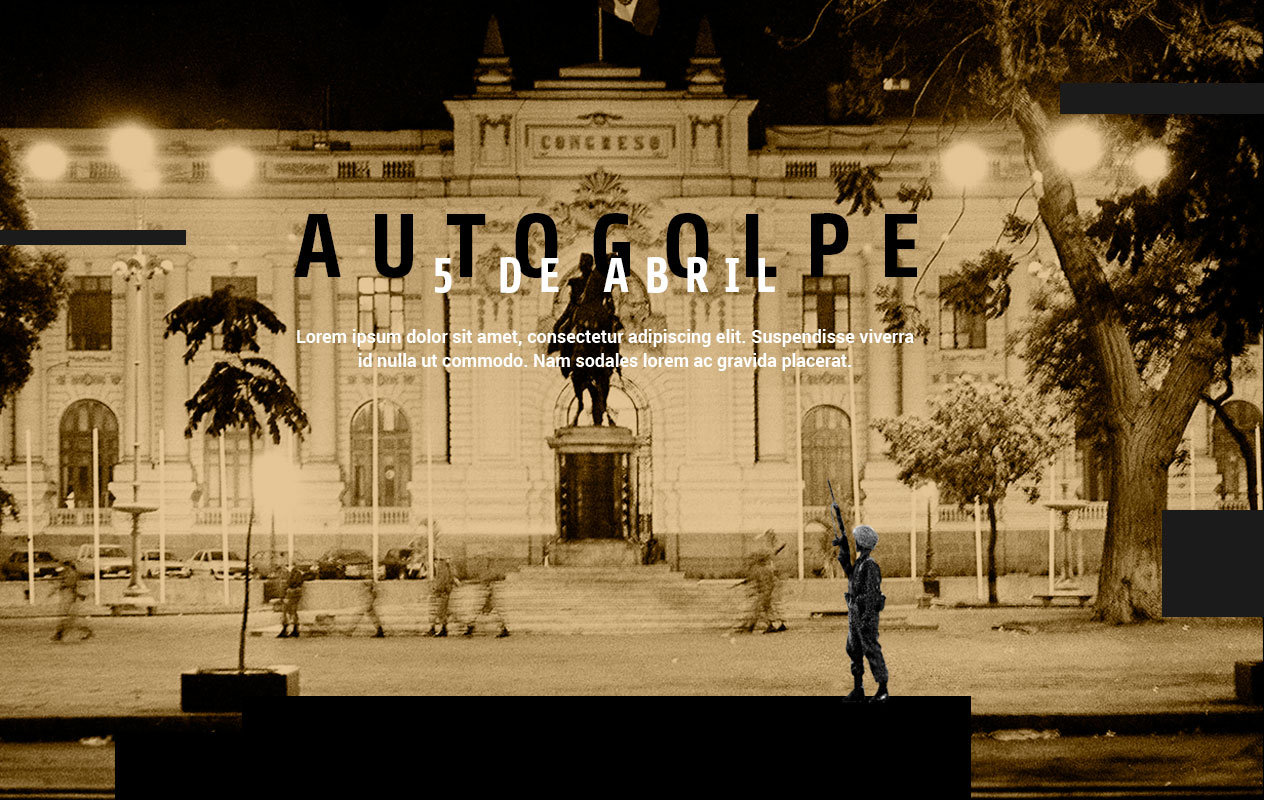 CONGRESO
AUTOGOLPE
5 DE ABRIL
Lorem ipsum dolor sit amet, consectetur adipiscing elit. Suspendisse viverra
id nulla ut commodo. Nam sodales lorem ac gravida placerat.